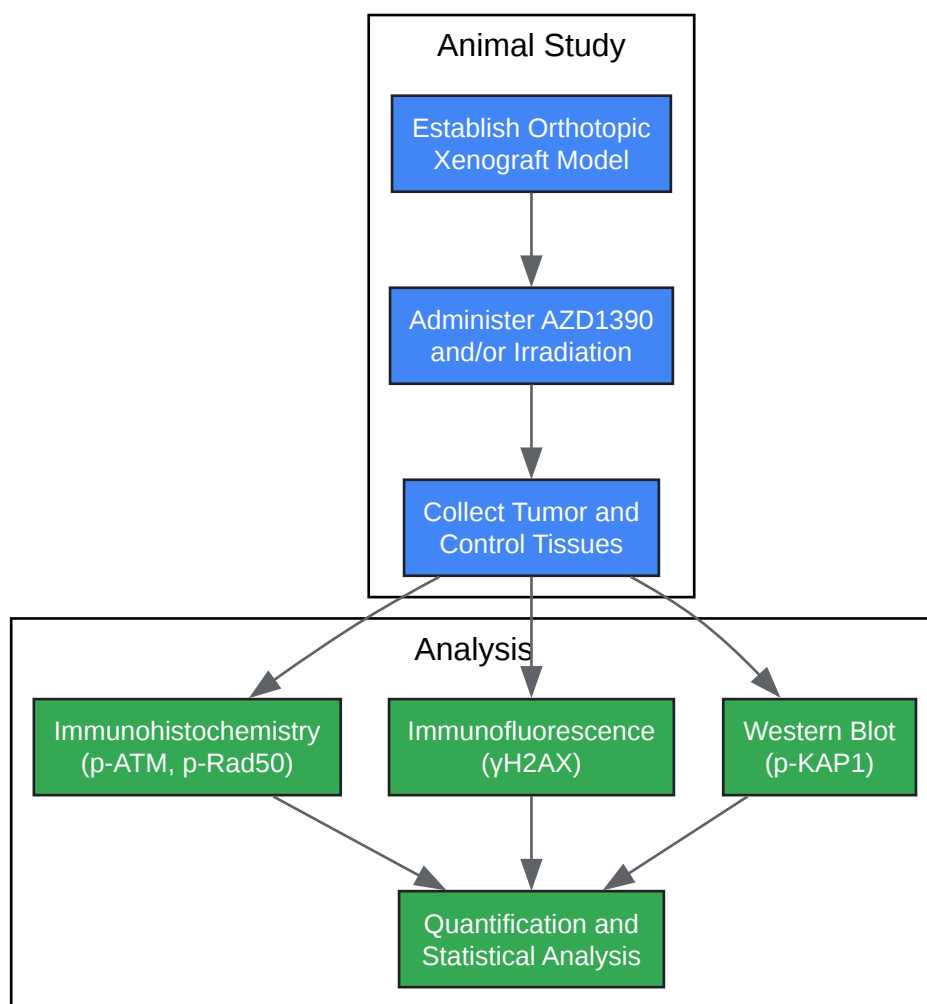 Animal Study
Establish Orthotopic
Xenograft Model
Administer AZD1390
and/or Irradiation
Collect Tumor and
Control Tissues
Analysis
Immunohistochemistry
(p-ATM, p-Rad50)
Immunofluorescence
(γH2AX)
Western Blot
(p-KAP1)
Quantification and
Statistical Analysis